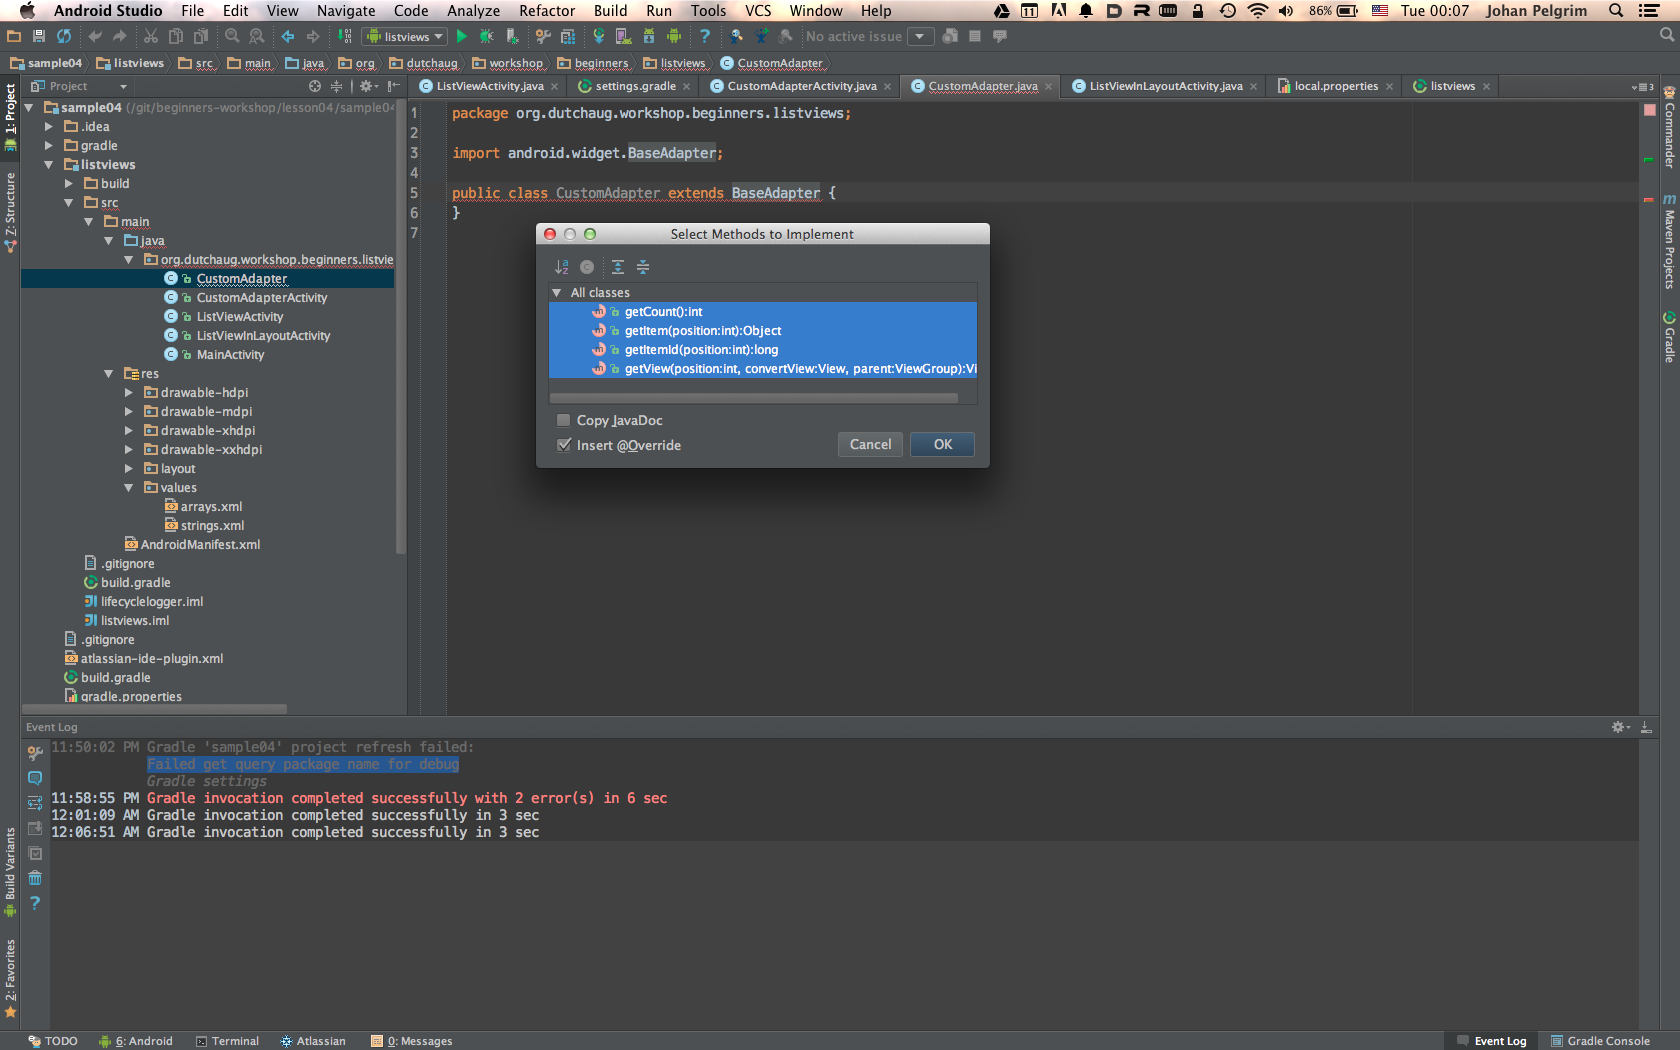 Android Studio File Edit View Navigate Code Analyze Refactor Build Run Tools VCS Window Help 11 86% Tue 00:07 Johan Pelgrim
listviews No active issue
sample04 listviews src main java org dutchaug workshop beginners listviews CustomAdapter
Project
ListViewActivity.java settings.gradle CustomAdapterActivity.java CustomAdapter.java ListViewInLayoutActivity.java local.properties listviews
1: Project
Z: Structure
Build Variants
2: Favorites
sample04 (~/git/beginners-workshop/lesson04/sample04
.idea
gradle
listviews
build
src
main
java
org.dutchaug.workshop.beginners.listvie
CustomAdapter
CustomAdapterActivity
ListViewActivity
ListViewInLayoutActivity
MainActivity
res
drawable-hdpi
drawable-mdpi
drawable-xhdpi
drawable-xxhdpi
layout
values
arrays.xml
strings.xml
AndroidManifest.xml
.gitignore
build.gradle
lifecyclelogger.iml
listviews.iml
.gitignore
atlassian-ide-plugin.xml
build.gradle
gradle.properties
1 package org.dutchaug.workshop.beginners.listviews;
2
3 import android.widget.BaseAdapter;
4
5 public class CustomAdapter extends BaseAdapter {
6 }
7
Select Methods to Implement
All classes
getCount():int
getItem(position:int):Object
getItemId(position:int):long
getView(position:int, convertView:View, parent:ViewGroup):Vi
Copy JavaDoc
Insert @Override
Cancel OK
Commander
Maven Projects
Gradle
Event Log
11:50:02 PM Gradle 'sample04' project refresh failed:
Failed get query package name for debug
Gradle settings
11:58:55 PM Gradle invocation completed successfully with 2 error(s) in 6 sec
12:01:09 AM Gradle invocation completed successfully in 3 sec
12:06:51 AM Gradle invocation completed successfully in 3 sec
TODO 6: Android Terminal Atlassian 0: Messages Event Log Gradle Console